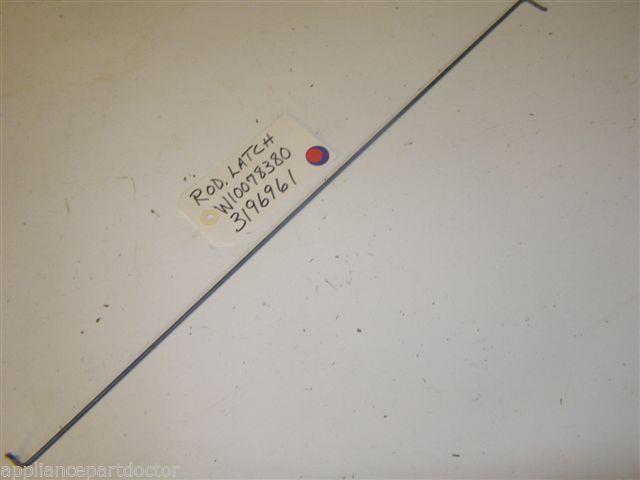 ROD, LATCH
W10078380
3196961
appliancepartdoctor